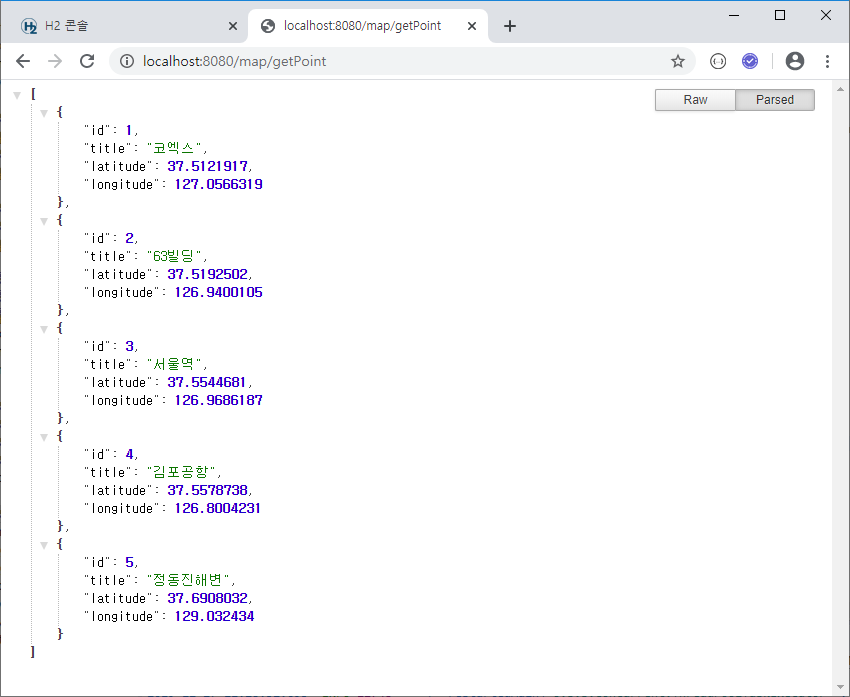 H2 콘솔
localhost:8080/map/getPoint
localhost:8080/map/getPoint
Raw Parsed
[
{
"id": 1,
"title": "코엑스",
"latitude": 37.5121917,
"longitude": 127.0566319
},
{
"id": 2,
"title": "63빌딩",
"latitude": 37.5192502,
"longitude": 126.9400105
},
{
"id": 3,
"title": "서울역",
"latitude": 37.5544681,
"longitude": 126.9686187
},
{
"id": 4,
"title": "김포공항",
"latitude": 37.5578738,
"longitude": 126.8004231
},
{
"id": 5,
"title": "정동진해변",
"latitude": 37.6908032,
"longitude": 129.032434
}
]